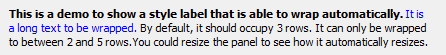 This is a demo to show a style label that is able to wrap automatically. It is
a long text to be wrapped. By default, it should occupy 3 rows. It can only be wrapped
to between 2 and 5 rows.You could resize the panel to see how it automatically resizes.